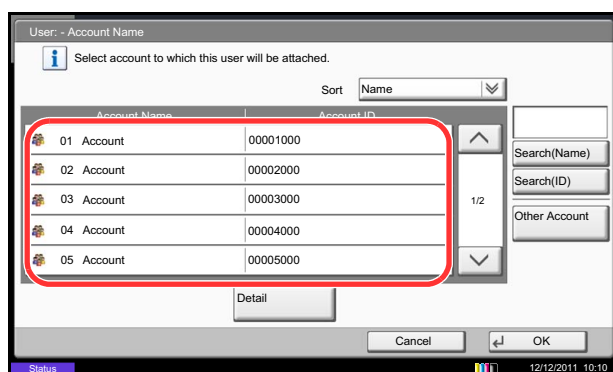 User: - Account Name
Select account to which this user will be attached.
Sort Name
Account Name Account ID
01 Account 00001000
02 Account 00002000
03 Account 00003000
04 Account 00004000
05 Account 00005000
1/2
Search(Name)
Search(ID)
Other Account
Detail
Cancel OK
Status 12/12/2011 10:10